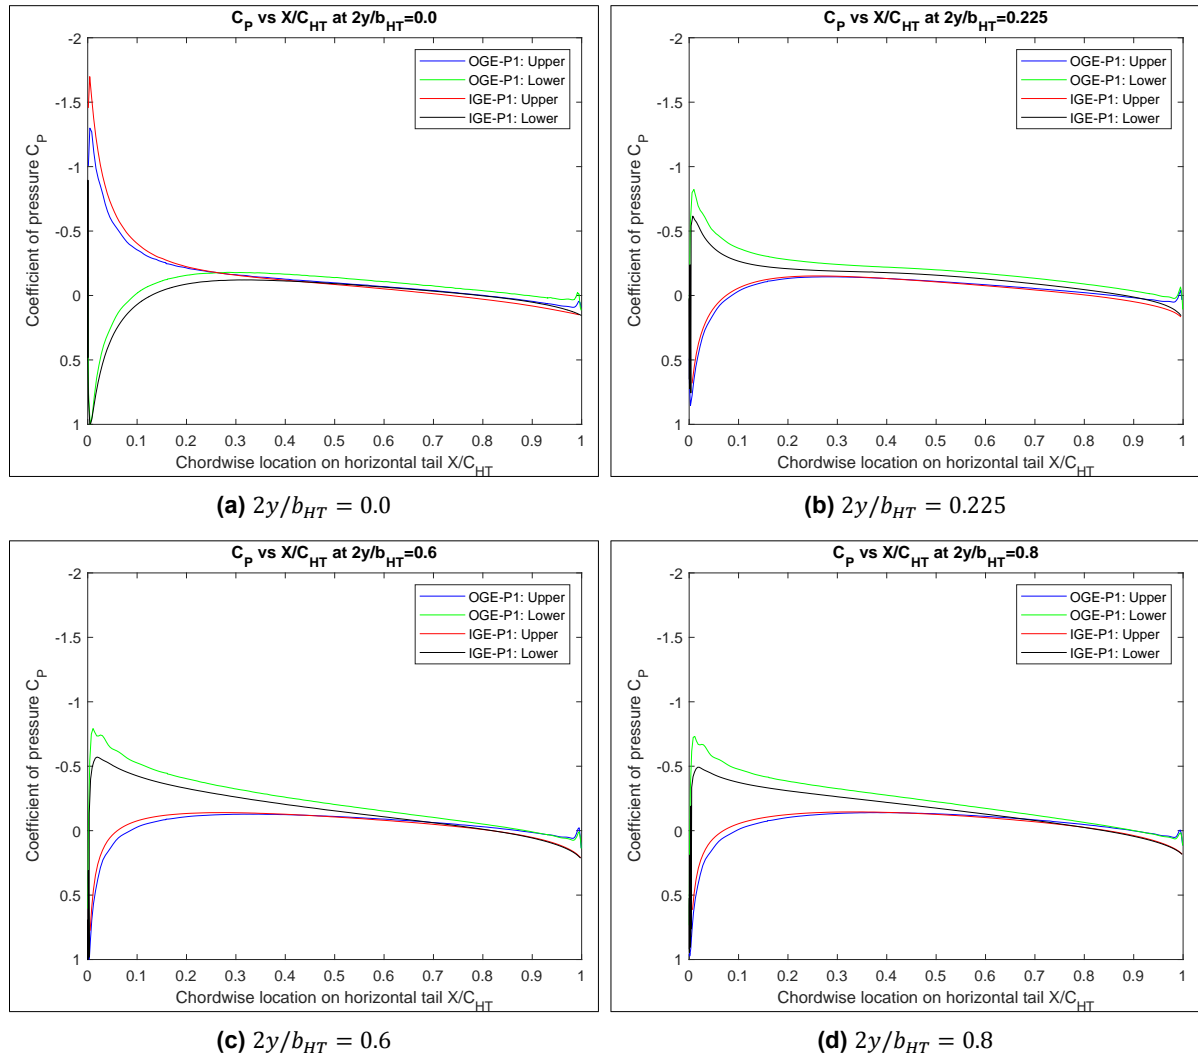 C_P vs X/C_HT at 2y/b_HT=0.0
-2
-1.5
-1
-0.5
0
0.5
1
Coefficient of pressure C_P
OGE-P1: Upper
OGE-P1: Lower
IGE-P1: Upper
IGE-P1: Lower
0 0.1 0.2 0.3 0.4 0.5 0.6 0.7 0.8 0.9 1
Chordwise location on horizontal tail X/C_HT
(a) 2y/b_HT = 0.0
C_P vs X/C_HT at 2y/b_HT=0.225
-2
-1.5
-1
-0.5
0
0.5
1
Coefficient of pressure C_P
OGE-P1: Upper
OGE-P1: Lower
IGE-P1: Upper
IGE-P1: Lower
0 0.1 0.2 0.3 0.4 0.5 0.6 0.7 0.8 0.9 1
Chordwise location on horizontal tail X/C_HT
(b) 2y/b_HT = 0.225
C_P vs X/C_HT at 2y/b_HT=0.6
-2
-1.5
-1
-0.5
0
0.5
1
Coefficient of pressure C_P
OGE-P1: Upper
OGE-P1: Lower
IGE-P1: Upper
IGE-P1: Lower
0 0.1 0.2 0.3 0.4 0.5 0.6 0.7 0.8 0.9 1
Chordwise location on horizontal tail X/C_HT
(c) 2y/b_HT = 0.6
C_P vs X/C_HT at 2y/b_HT=0.8
-2
-1.5
-1
-0.5
0
0.5
1
Coefficient of pressure C_P
OGE-P1: Upper
OGE-P1: Lower
IGE-P1: Upper
IGE-P1: Lower
0 0.1 0.2 0.3 0.4 0.5 0.6 0.7 0.8 0.9 1
Chordwise location on horizontal tail X/C_HT
(d) 2y/b_HT = 0.8